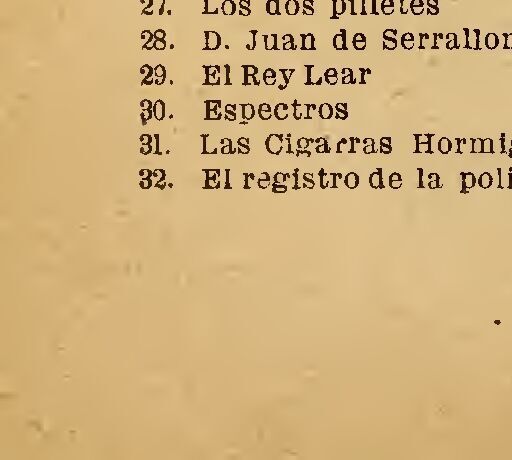 27. Los dos pilletes
28. D. Juan de Serrallon
29. El Rey Lear
30. Espectros
31. Las Cigarras Hormi
32. El registro de la poli